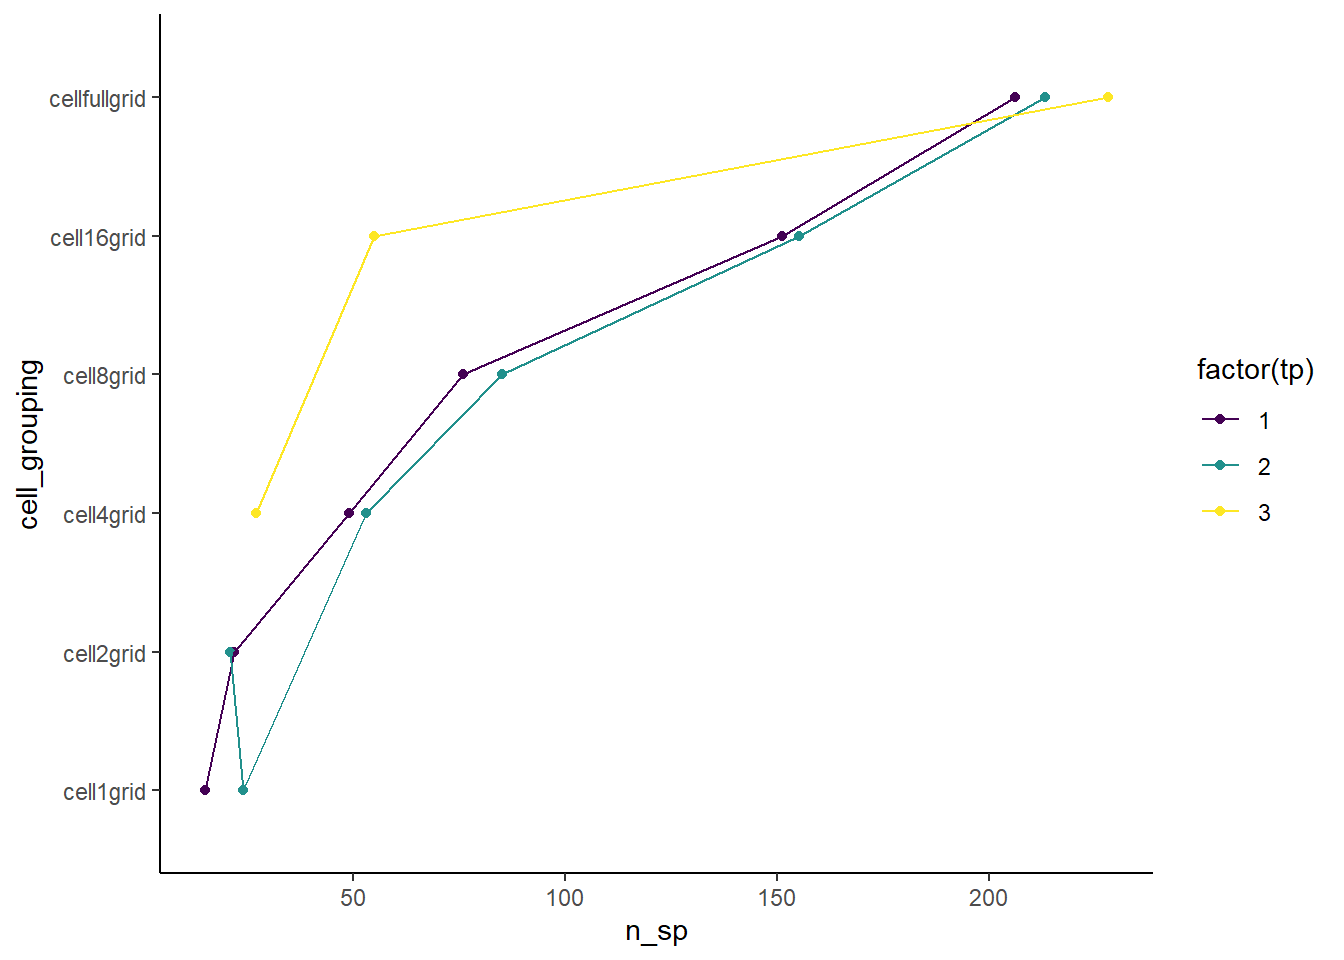 cellfullgrid
cell16grid
cell8grid
cell4grid
cell2grid
cell1grid
cell_grouping
50 100 150 200
n_sp
factor(tp)
1
2
3